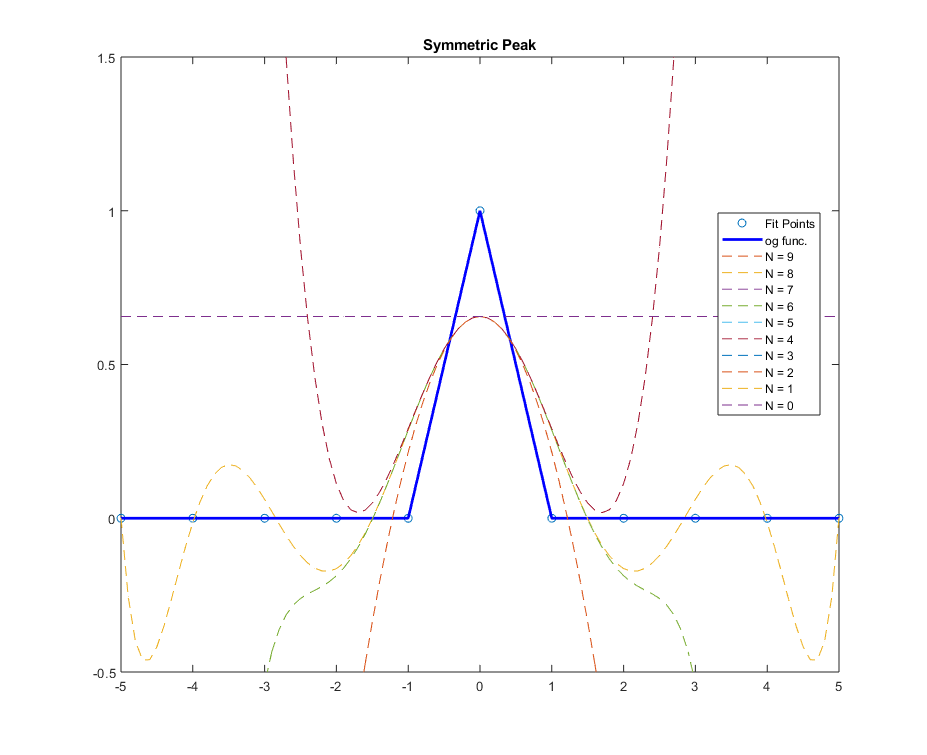 Symmetric Peak
1.5
1
0.5
0
-0.5
-5 -4 -3 -2 -1 0 1 2 3 4 5
Fit Points
og func.
N = 9
N = 8
N = 7
N = 6
N = 5
N = 4
N = 3
N = 2
N = 1
N = 0